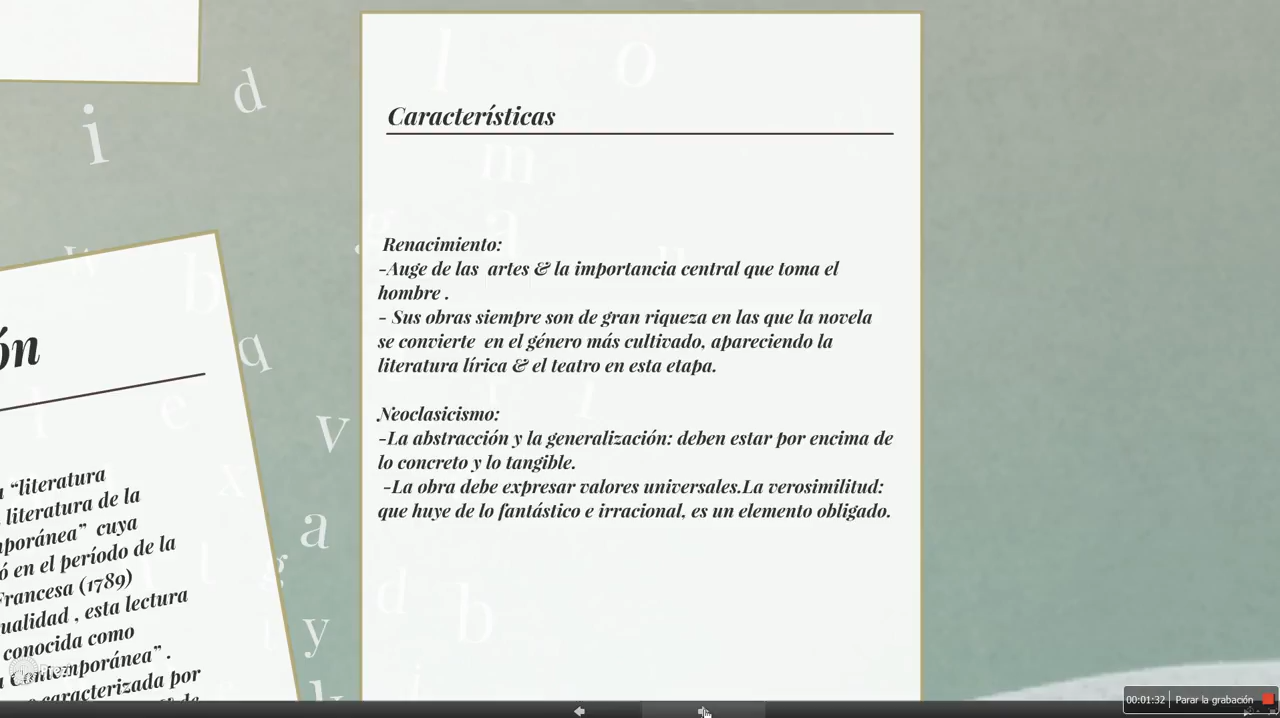 Características
Renacimiento:
-Auge de las artes & la importancia central que toma el
hombre .
- Sus obras siempre son de gran riqueza en las que la novela
se convierte en el género más cultivado, apareciendo la
literatura lírica & el teatro en esta etapa.
Neoclasicismo:
-La abstracción y la generalización: deben estar por encima de
lo concreto y lo tangible.
-La obra debe expresar valores universales.La verosimilitud:
que huye de lo fantástico e irracional, es un elemento obligado.
ón
a “literatura
literatura de la
mporánea” cuya
ó en el período de la
Francesa (1789)
ualidad , esta lectura
conocida como
a Contemporánea” .
caracterizada por
de
Prezi
00:01:32 Parar la grabación